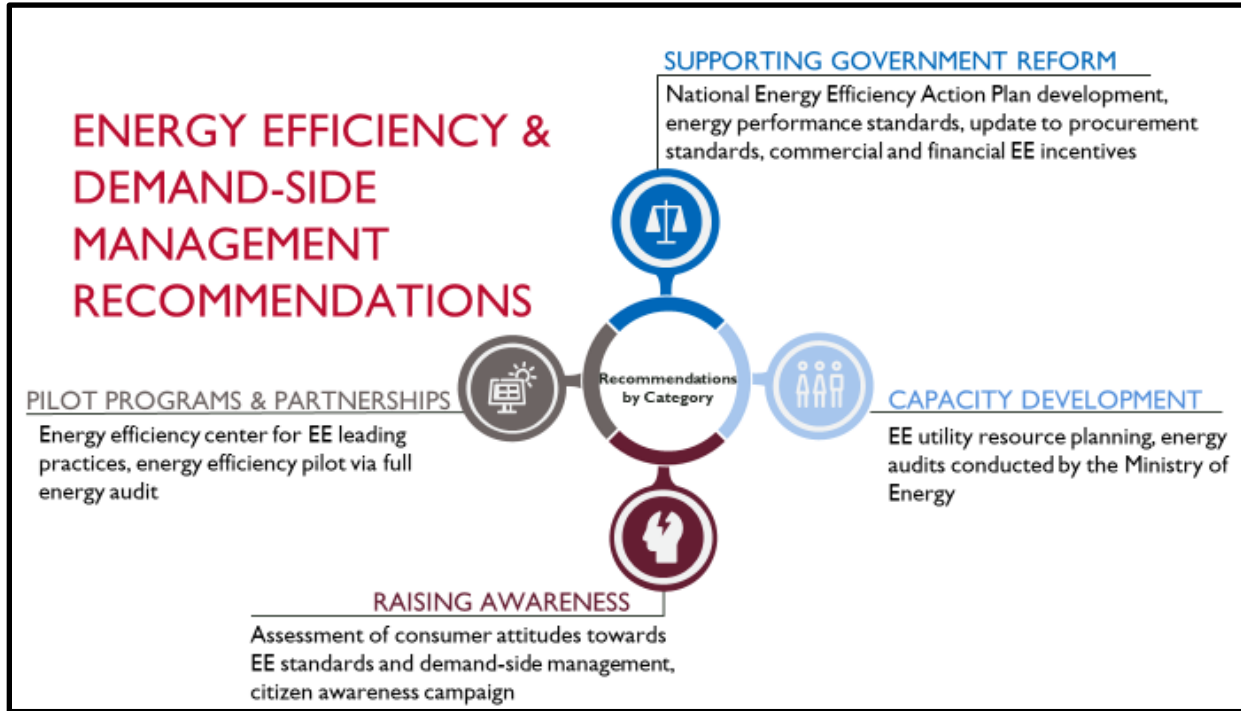 ENERGY EFFICIENCY &
DEMAND-SIDE
MANAGEMENT
RECOMMENDATIONS
SUPPORTING GOVERNMENT REFORM
National Energy Efficiency Action Plan development,
energy performance standards, update to procurement
standards, commercial and financial EE incentives
Recommendations
by Category
PILOT PROGRAMS & PARTNERSHIPS
Energy efficiency center for EE leading
practices, energy efficiency pilot via full
energy audit
CAPACITY DEVELOPMENT
EE utility resource planning, energy
audits conducted by the Ministry of
Energy
RAISING AWARENESS
Assessment of consumer attitudes towards
EE standards and demand-side management,
citizen awareness campaign